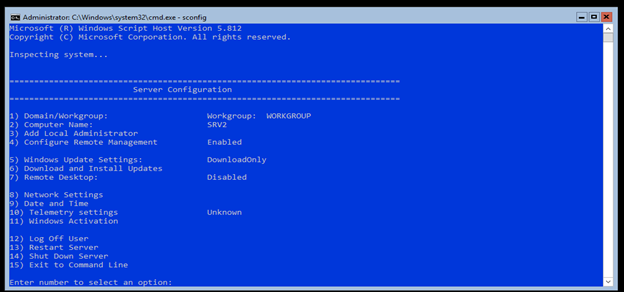 Administrator: C:\Windows\system32\cmd.exe - sconfig
Microsoft (R) Windows Script Host Version 5.812
Copyright (C) Microsoft Corporation. All rights reserved.
Inspecting system...
===============================================================================
Server Configuration
===============================================================================
1) Domain/Workgroup: Workgroup: WORKGROUP
2) Computer Name: SRV2
3) Add Local Administrator
4) Configure Remote Management Enabled
5) Windows Update Settings: DownloadOnly
6) Download and Install Updates
7) Remote Desktop: Disabled
8) Network Settings
9) Date and Time
10) Telemetry settings Unknown
11) Windows Activation
12) Log Off User
13) Restart Server
14) Shut Down Server
15) Exit to Command Line
Enter number to select an option: